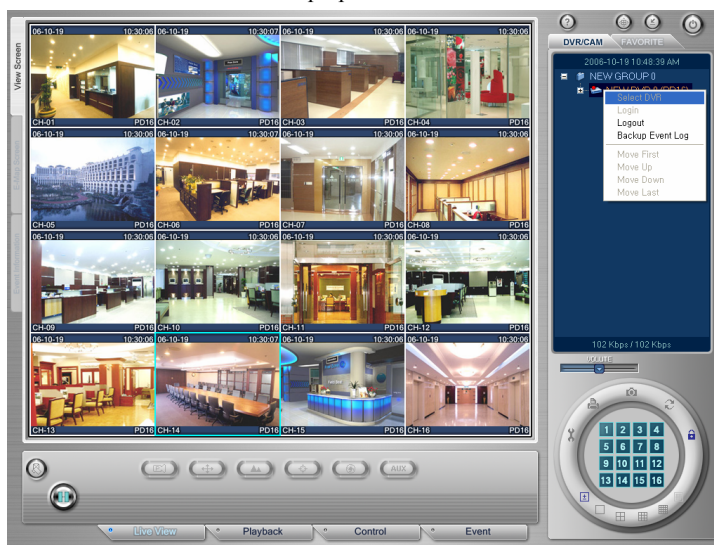 View Screen
E-Map Screen
06-10-19 10:30:06
CH-01 PD16
06-10-19 10:30:07
CH-02 PD16
06-10-19 10:30:06
CH-03 PD16
06-10-19 10:30:06
CH-04 PD16
06-10-19 10:30:06
CH-05 PD16
06-10-19 10:30:06
CH-06 PD16
06-10-19 10:30:06
CH-07 PD16
06-10-19 10:30:06
CH-08 PD16
06-10-19 10:30:06
CH-09 PD16
06-10-19 10:30:06
CH-10 PD16
06-10-19 10:30:06
CH-11 PD16
06-10-19 10:30:06
CH-12 PD16
06-10-19 10:30:06
CH-13 PD16
06-10-19 10:30:07
CH-14 PD16
06-10-19 10:30:06
CH-15 PD16
06-10-19 10:30:06
CH-16 PD16
?
DVR/CAM FAVORITE
2006-10-19 10:48:39 AM
NEW GROUP 0
NEW DVR 0(PD16)
Select DVR
Login
Logout
Backup Event Log
Move First
Move Up
Move Down
Move Last
102 Kbps / 102 Kbps
VOLUME
1 2 3 4
5 6 7 8
9 10 11 12
13 14 15 16
AUX
Live View Playback Control Event